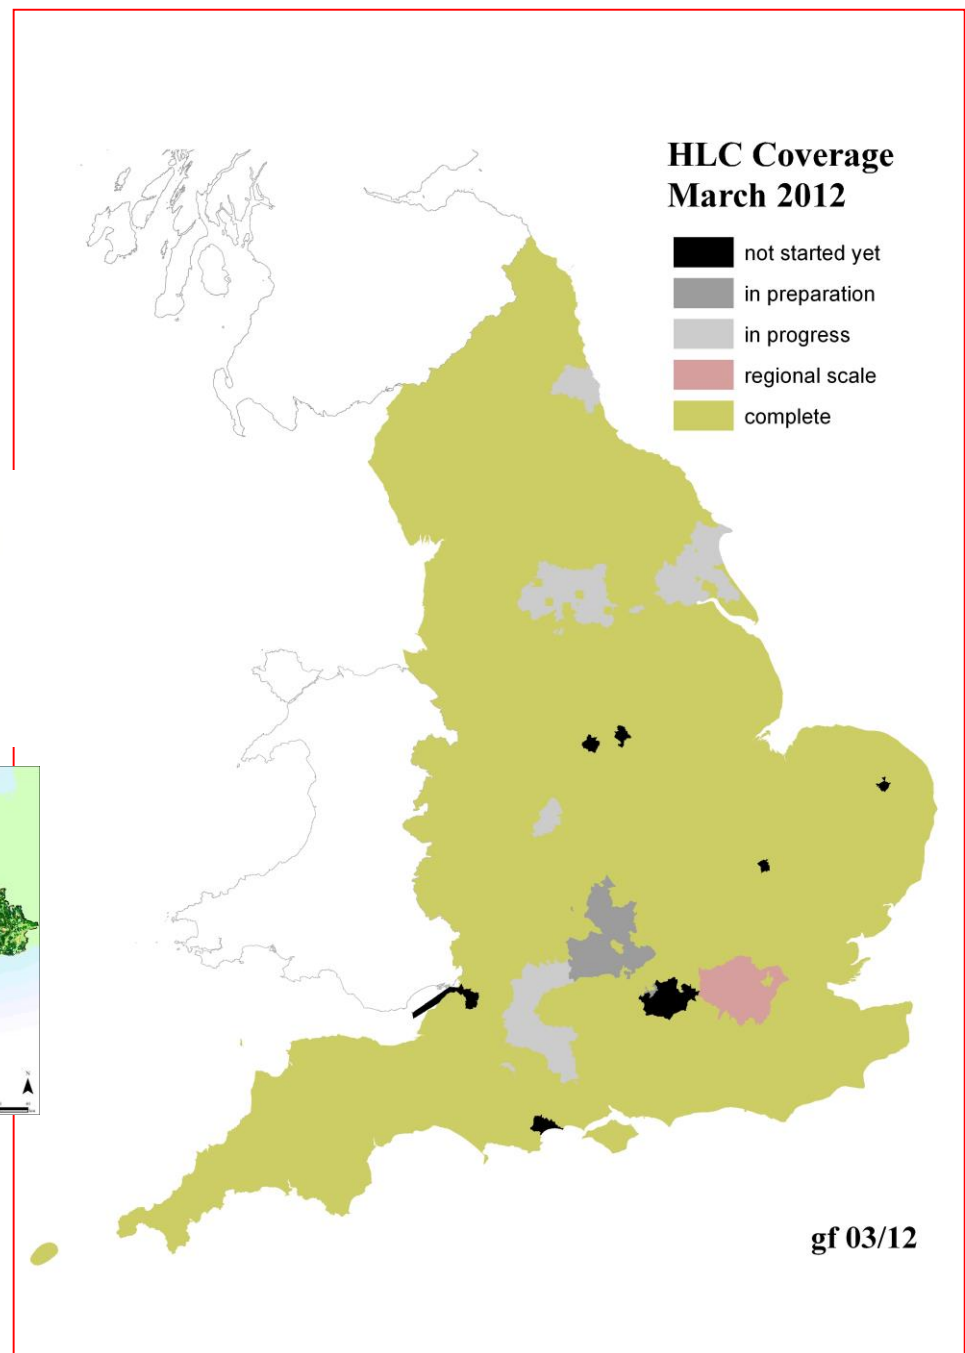 HLC Coverage
March 2012
not started yet
in preparation
in progress
regional scale
complete
gf 03/12